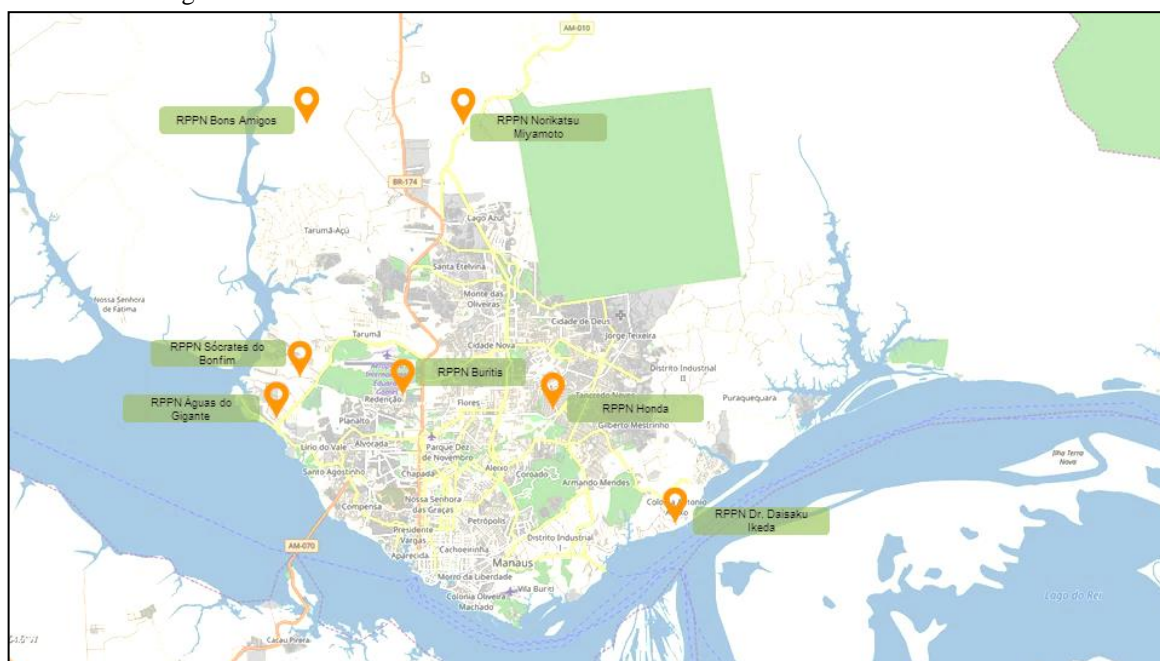 AM-010
RPPN Bons Amigos
RPPN Norikatsu
Miyamoto
BR-174
Lago Azul
Tarumã-Açú
Santa Etelvina
Nossa Senhora
de Fatima
Monte das
Oliveiras
Cidade de Deus
Jorge Teixeira
Tarumã
Cidade Nova
RPPN Sócrates do
Bonfim
Distrito Industrial
II
RPPN Buritis
Redenção
Puraquequara
RPPN Aguas do
Gigante
Flores
RPPN Honda
Planalto
Gilberto Mestrinho
Lírio do Vale
Alvorada
Parque Dez
de Novembro
Ilha Terra
Nova
Santo Agostinho
Chapada
Aleixo
Coroado
Armando Mendes
Compensa
Nossa Senhora
das Graças
RPPN Dr. Daisaku
Ikeda
Petrópolis
Presidente
Vargas
Distrito Industrial
I
AM-070
Aparecida
Cachoeirinha
Manaus
Morro da Liberdade
Vila Buriti
Colônia Oliveira
Machado
Lago do Rei
Cacau Pirera